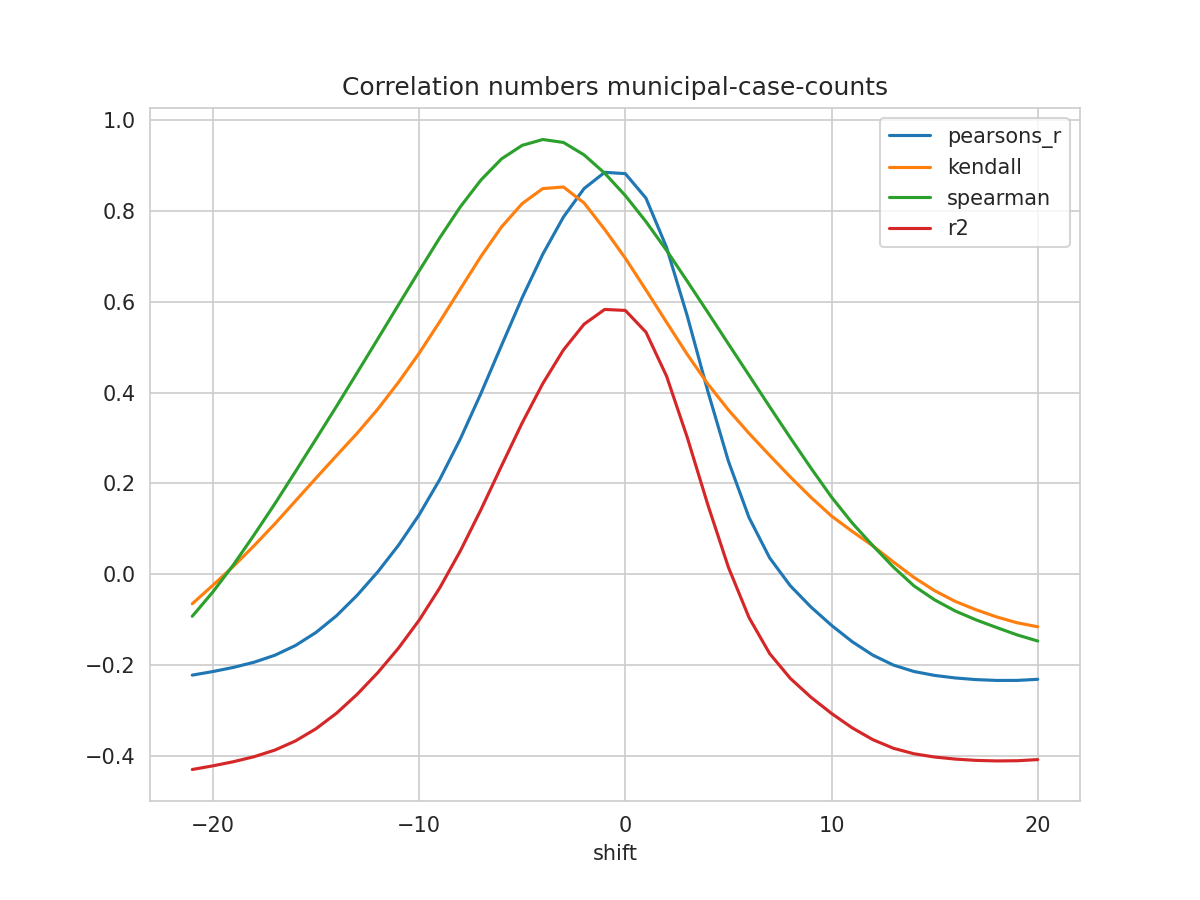 Correlation numbers municipal-case-counts
1.0
0.8
0.6
0.4
0.2
0.0
−0.2
−0.4
pearsons_r
kendall
spearman
r2
−20 −10 0 10 20
shift